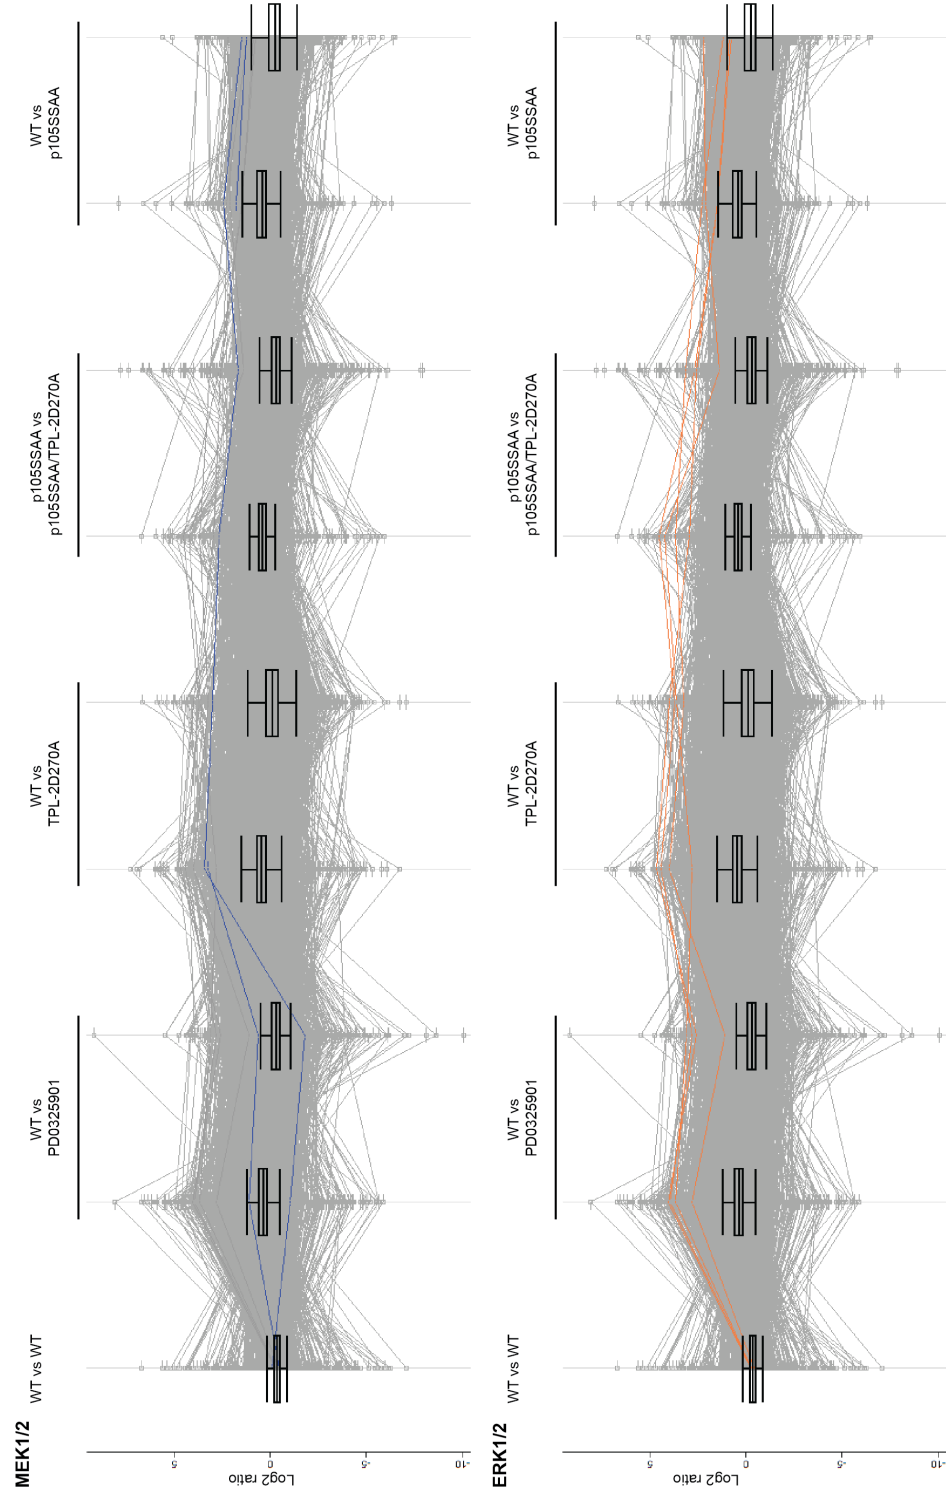 MEK1/2
WT vs WT
WT vs
PD0325901
WT vs
TPL-2D270A
p105SSAA vs
p105SSAA/TPL-2D270A
WT vs
p105SSAA
Log2 ratio
5
0
-5
-10
ERK1/2
WT vs WT
WT vs
PD0325901
WT vs
TPL-2D270A
p105SSAA vs
p105SSAA/TPL-2D270A
WT vs
p105SSAA
Log2 ratio
5
0
-5